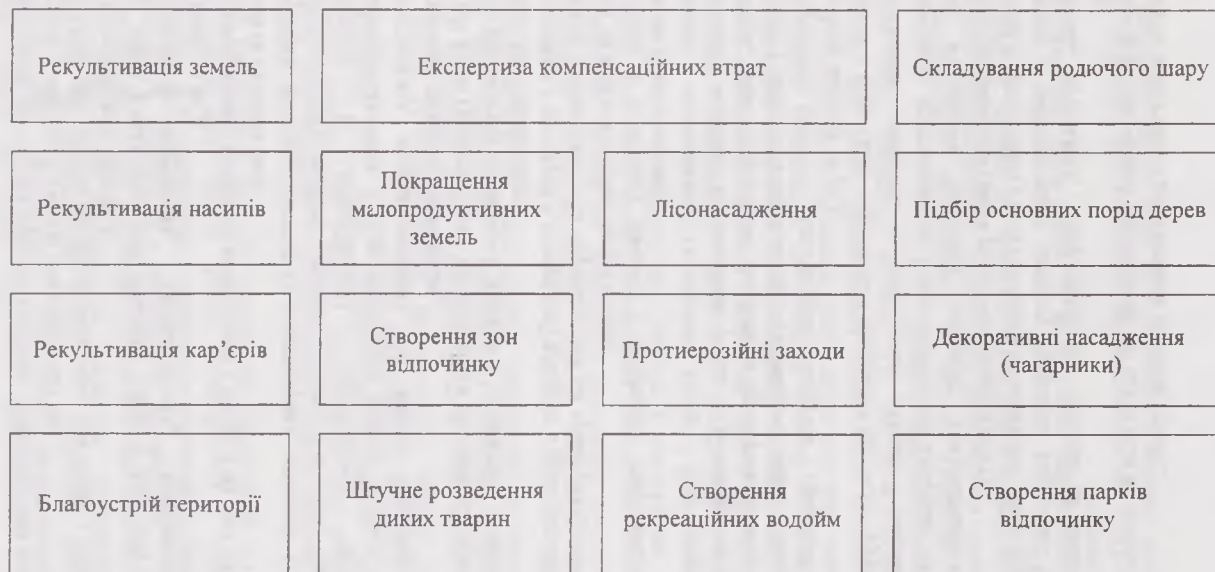 Рекультивація земель
Експертиза компенсаційних втрат
Складування родючого шару
Рекультивація насипів
Покращення
малопродуктивних
земель
Лісонасадження
Підбір основних порід дерев
Рекультивація кар’єрів
Створення зон
відпочинку
Протиерозійні заходи
Декоративні насадження
(чагарники)
Благоустрій території
Штучне розведення
диких тварин
Створення
рекреаційних водойм
Створення парків
відпочинку